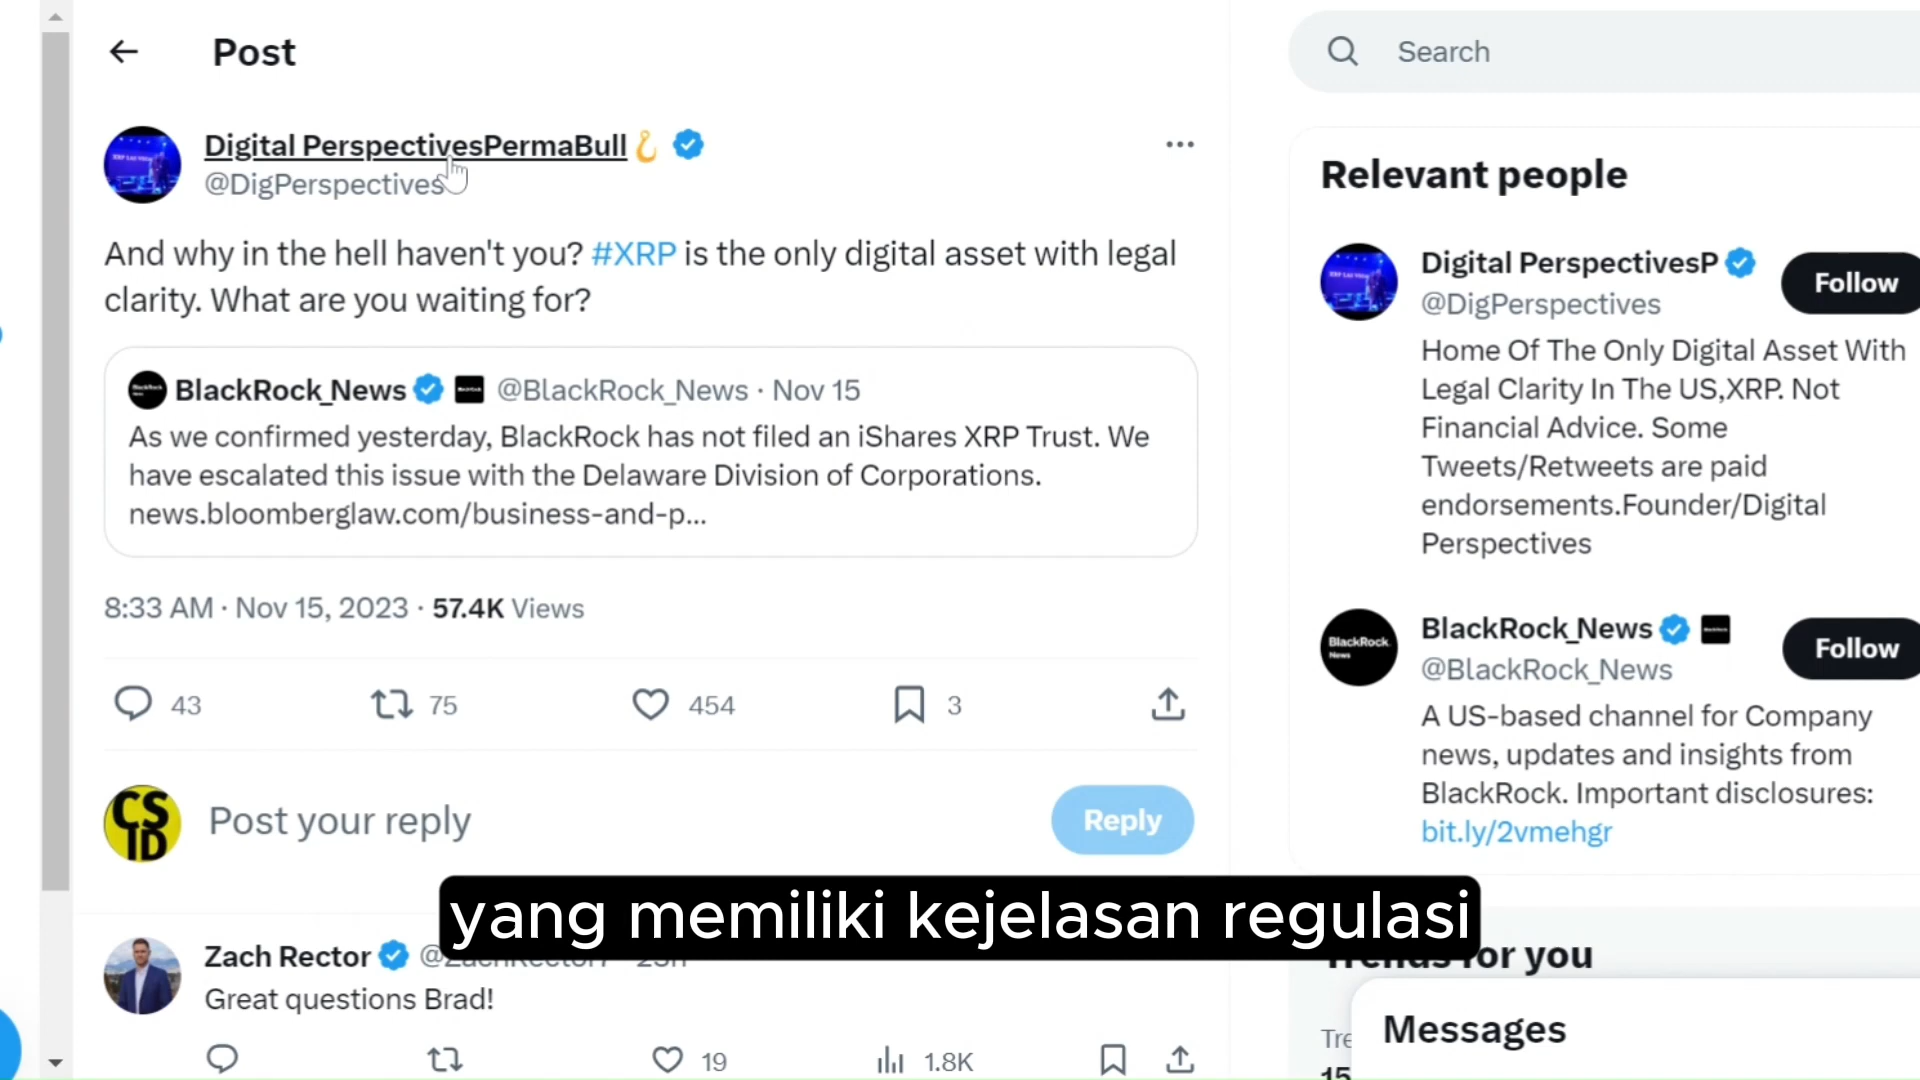 Post
Search
Digital PerspectivesPermaBull
@DigPerspectives
And why in the hell haven't you? #XRP is the only digital asset with legal
clarity. What are you waiting for?
BlackRock_News @BlackRock_News · Nov 15
As we confirmed yesterday, BlackRock has not filed an iShares XRP Trust. We
have escalated this issue with the Delaware Division of Corporations.
news.bloomberglaw.com/business-and-p...
8:33 AM · Nov 15, 2023 · 57.4K Views
43 75 454 3
CS
ID
Post your reply
Reply
Zach Rector
Great questions Brad!
19 1.8K
Relevant people
Digital PerspectivesP
@DigPerspectives
Follow
Home Of The Only Digital Asset With
Legal Clarity In The US,XRP. Not
Financial Advice. Some
Tweets/Retweets are paid
endorsements.Founder/Digital
Perspectives
BlackRock
News
BlackRock_News
@BlackRock_News
Follow
A US-based channel for Company
news, updates and insights from
BlackRock. Important disclosures:
bit.ly/2vmehgr
Trends for you
Messages
yang memiliki kejelasan regulasi